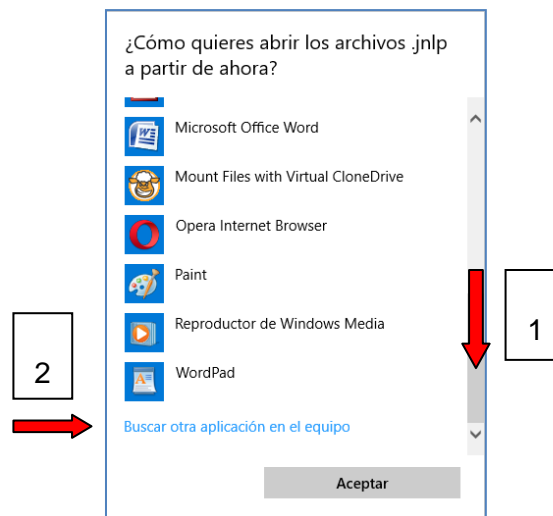 ¿Cómo quieres abrir los archivos .jnlp
a partir de ahora?
Microsoft Office Word
Mount Files with Virtual CloneDrive
Opera Internet Browser
Paint
Reproductor de Windows Media
WordPad
Buscar otra aplicación en el equipo
Aceptar
1
2